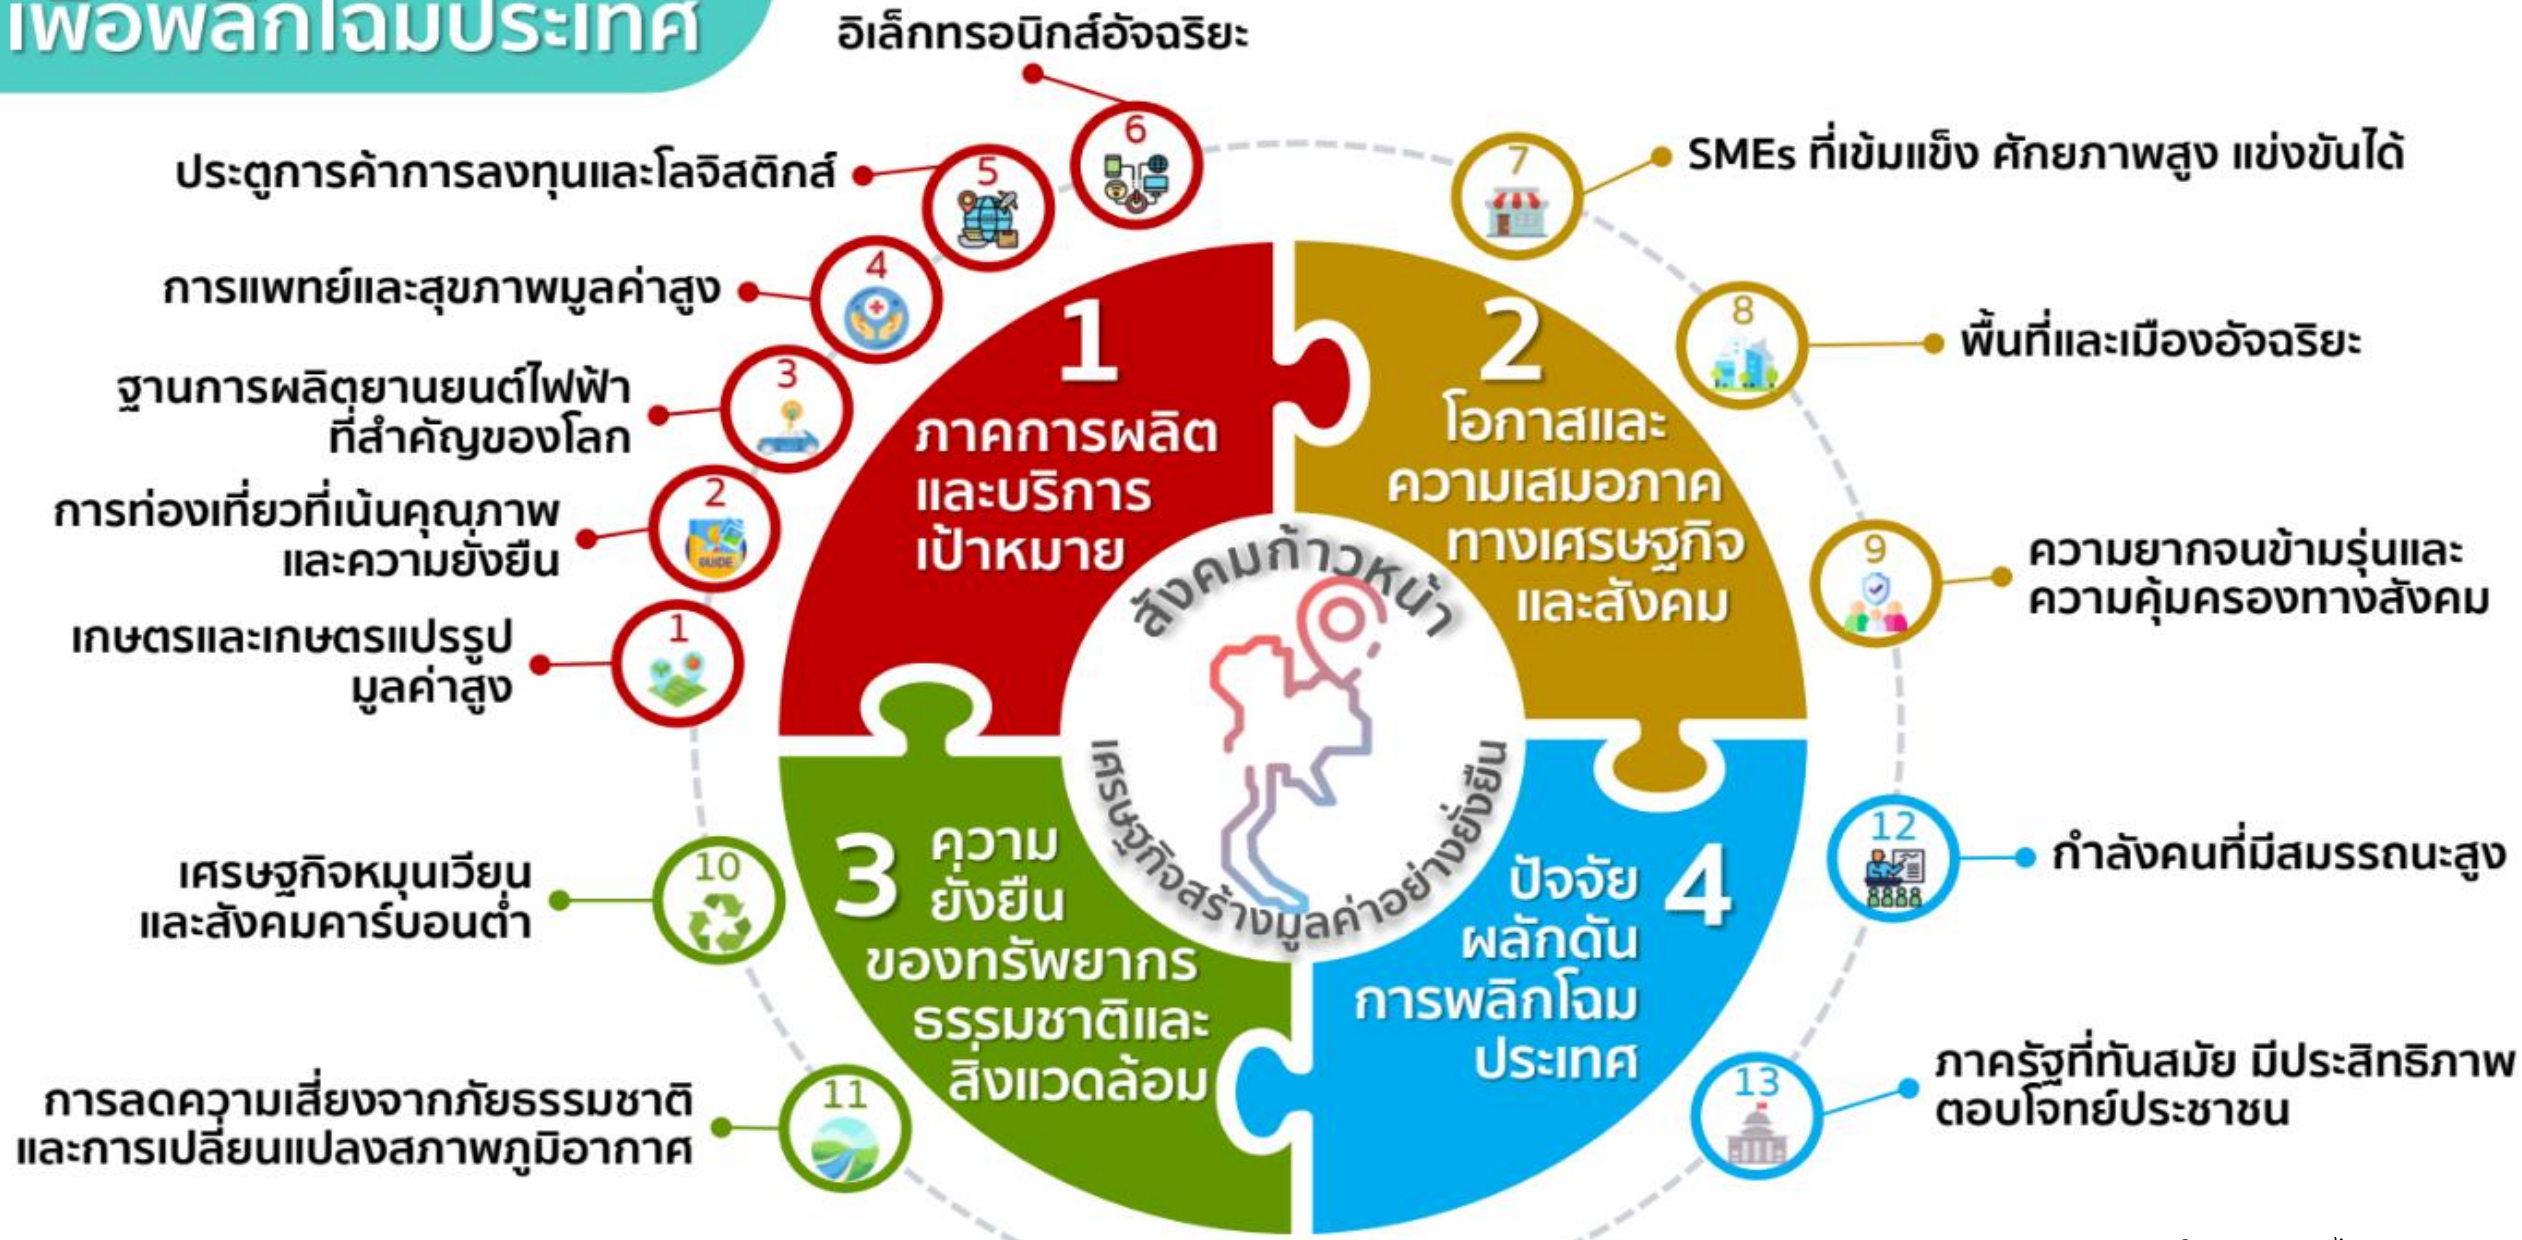 เพื่อพลิกโฉมประเทศ
อิเล็กทรอนิกส์อัจฉริยะ
6
ประตูการค้าการลงทุนและโลจิสติกส์
5
การแพทย์และสุขภาพมูลค่าสูง
4
ฐานการผลิตยานยนต์ไฟฟ้า
ที่สำคัญของโลก
3
การท่องเที่ยวที่เน้นคุณภาพ
และความยั่งยืน
2
GUIDE
เกษตรและเกษตรแปรรูป
มูลค่าสูง
1
7
SMEs ที่เข้มแข็ง ศักยภาพสูง แข่งขันได้
8
พื้นที่และเมืองอัจฉริยะ
9
ความยากจนข้ามรุ่นและ
ความคุ้มครองทางสังคม
1
ภาคการผลิต
และบริการ
เป้าหมาย
2
โอกาสและ
ความเสมอภาค
ทางเศรษฐกิจ
และสังคม
สังคมก้าวหน้า
เศรษฐกิจสร้างมูลค่าอย่างยั่งยืน
3
ความ
ยั่งยืน
ของทรัพยากร
ธรรมชาติและ
สิ่งแวดล้อม
4
ปัจจัย
ผลักดัน
การพลิกโฉม
ประเทศ
เศรษฐกิจหมุนเวียน
และสังคมคาร์บอนต่ำ
10
การลดความเสี่ยงจากภัยธรรมชาติ
และการเปลี่ยนแปลงสภาพภูมิอากาศ
11
12
กำลังคนที่มีสมรรถนะสูง
13
ภาครัฐที่ทันสมัย มีประสิทธิภาพ
ตอบโจทย์ประชาชน